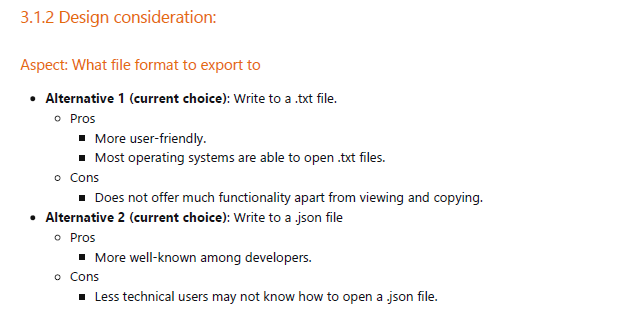 3.1.2 Design consideration:
Aspect: What file format to export to
• Alternative 1 (current choice): Write to a .txt file.
○ Pros
■ More user-friendly.
■ Most operating systems are able to open .txt files.
○ Cons
■ Does not offer much functionality apart from viewing and copying.
• Alternative 2 (current choice): Write to a .json file
○ Pros
■ More well-known among developers.
○ Cons
■ Less technical users may not know how to open a .json file.